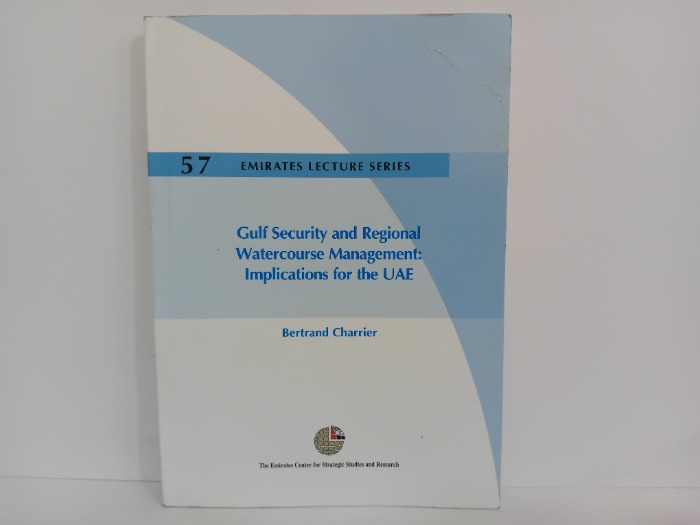 57 EMIRATES LECTURE SERIES
Gulf Security and Regional
Watercourse Management:
Implications for the UAE
Bertrand Charrier
The Emirates Center for Strategic Studies and Research